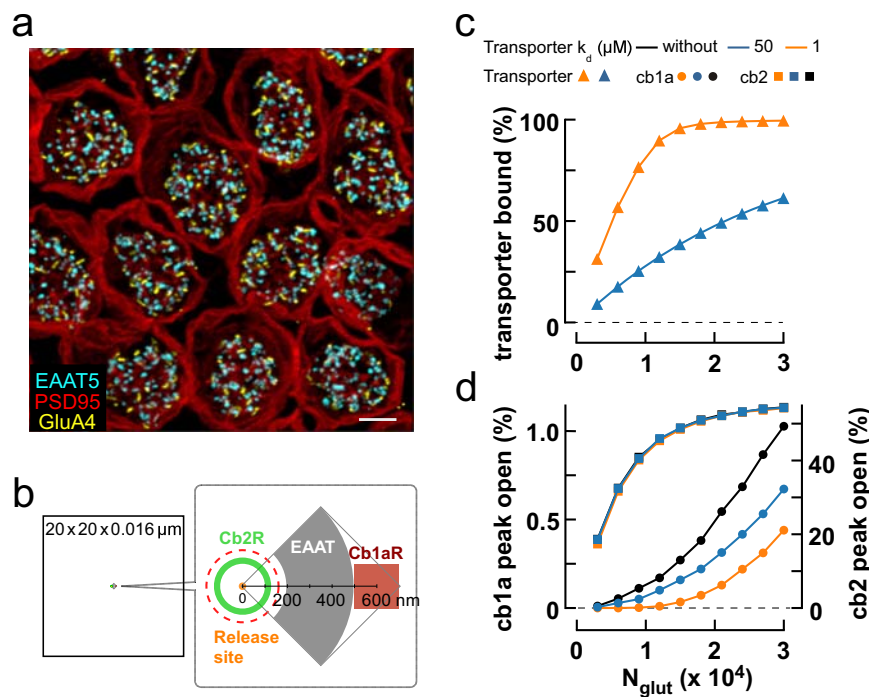 a
EAAT5
PSD95
GluA4
b
20 x 20 x 0.016 µm
Cb2R
EAAT
Cb1aR
0 200 400 600 nm
Release
site
c
Transporter k_d (µM) without 50 1
Transporter cb1a cb2
transporter bound (%)
100
50
0
0 1 2 3
d
cb1a peak open (%)
1.0
0.5
0
cb2 peak open (%)
40
20
0
0 1 2 3
N_glut (x 10⁴)